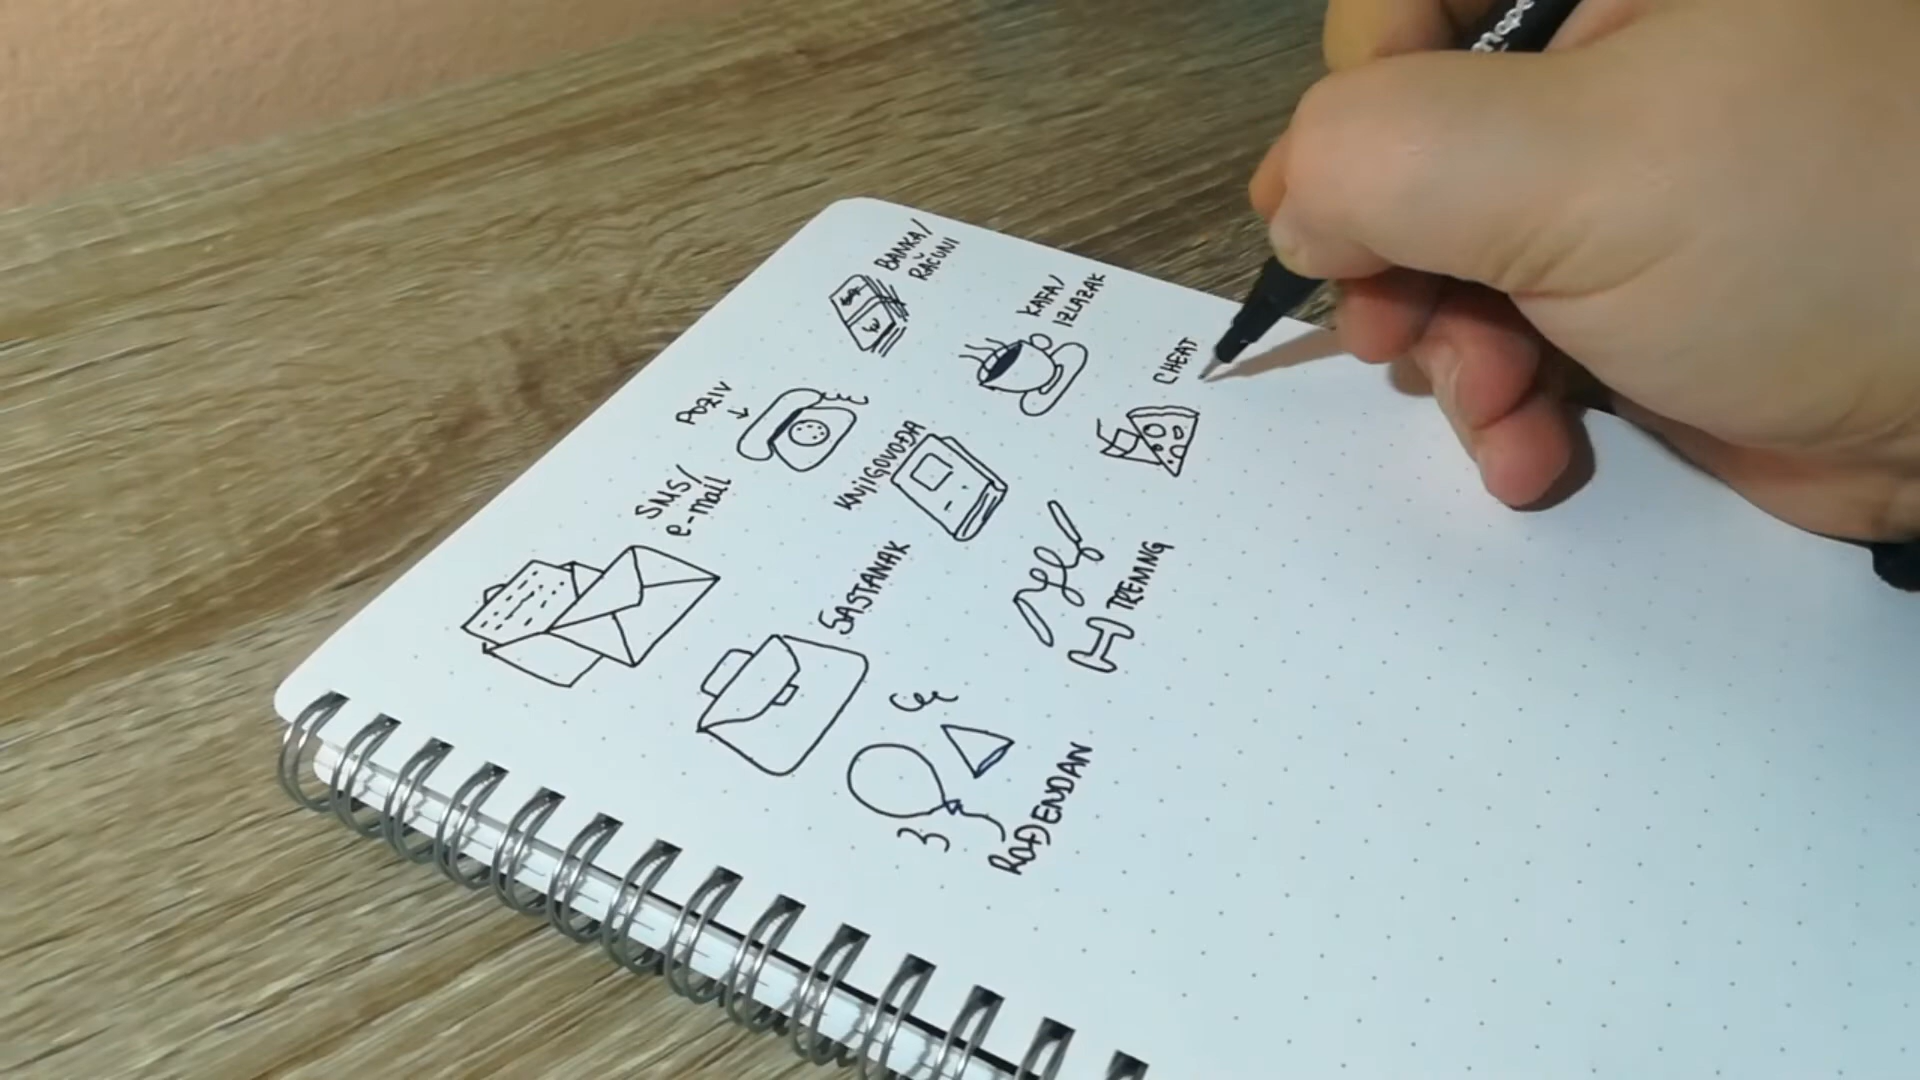 BANKA/
RAČUNI
KAFA/
IZLAZAK
CHEAT
POZIV
KNJIGOVOĐA
SMS/
e-mail
SASTANAK
TRENING
ROĐENDAN